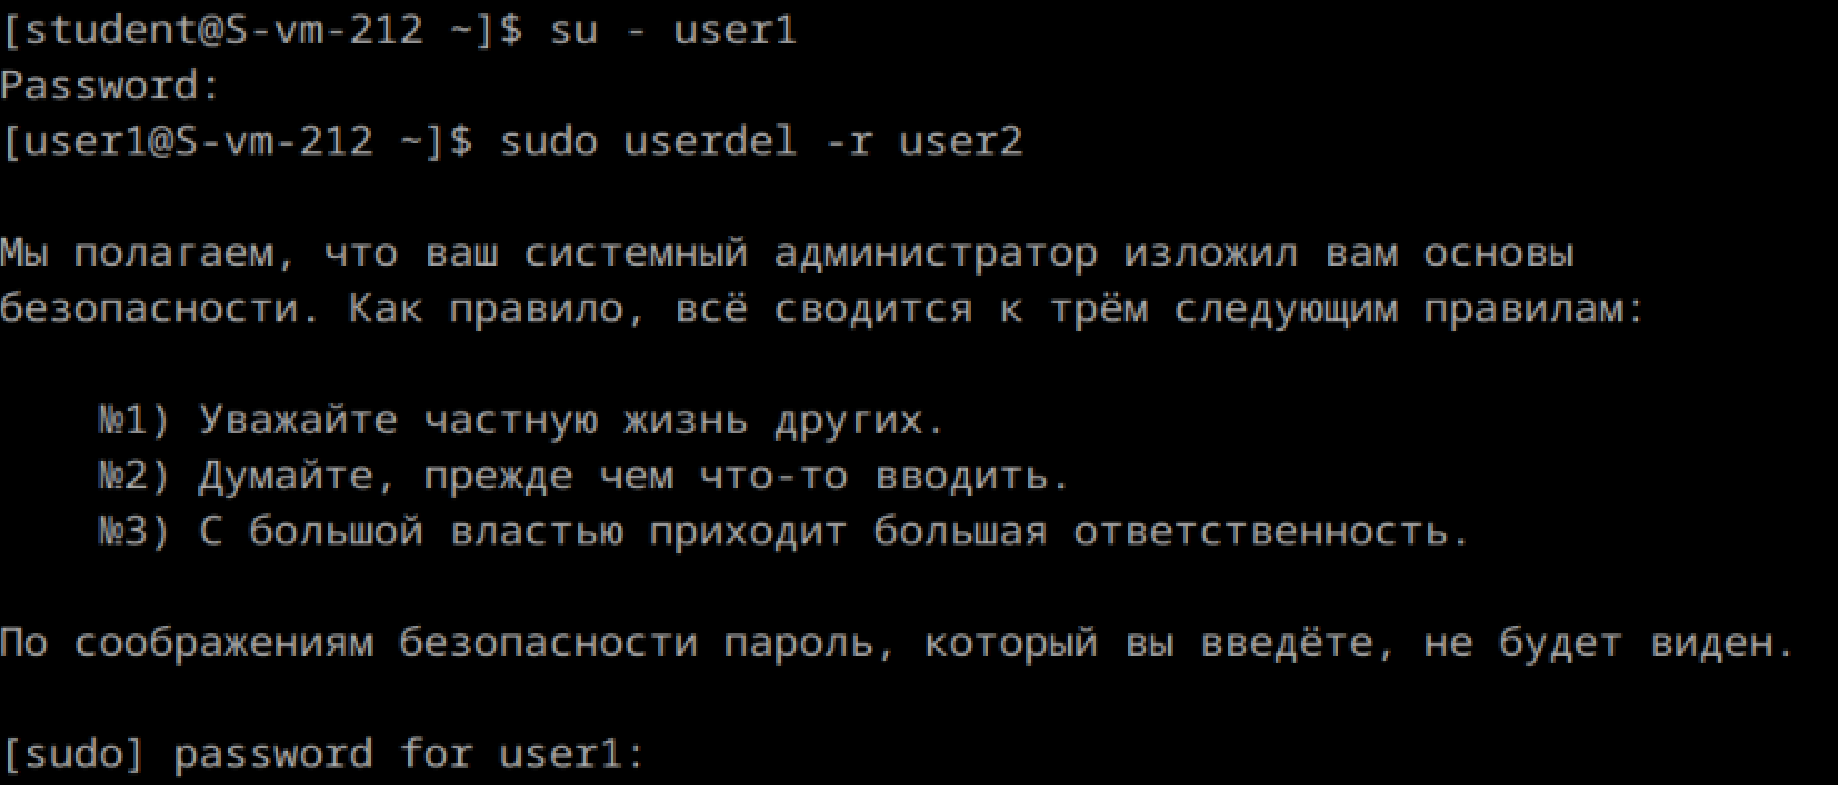 [student@S-vm-212 ~]$ su - user1
Password:
[user1@S-vm-212 ~]$ sudo userdel -r user2
Мы полагаем, что ваш системный администратор изложил вам основы
безопасности. Как правило, всё сводится к трём следующим правилам:
№1) Уважайте частную жизнь других.
№2) Думайте, прежде чем что-то вводить.
№3) С большой властью приходит большая ответственность.
По соображениям безопасности пароль, который вы введёте, не будет виден.
[sudo] password for user1: